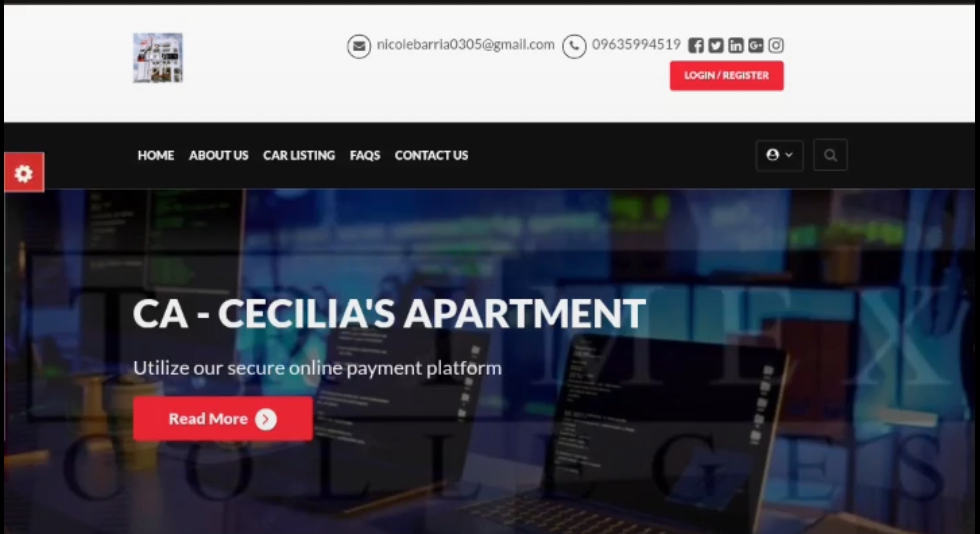 nicolebarria0305@gmail.com 09635994519
LOGIN / REGISTER
HOME ABOUT US CAR LISTING FAQS CONTACT US
CA - CECILIA'S APARTMENT
Utilize our secure online payment platform
Read More
TRIMEX
COLLEGES